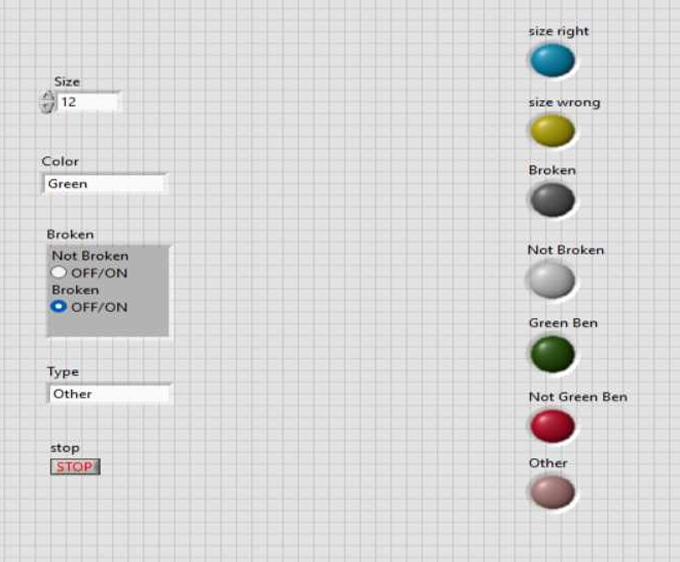 Size
12
Color
Green
Broken
Not Broken
OFF/ON
Broken
OFF/ON
Type
Other
stop
STOP
size right
size wrong
Broken
Not Broken
Green Ben
Not Green Ben
Other